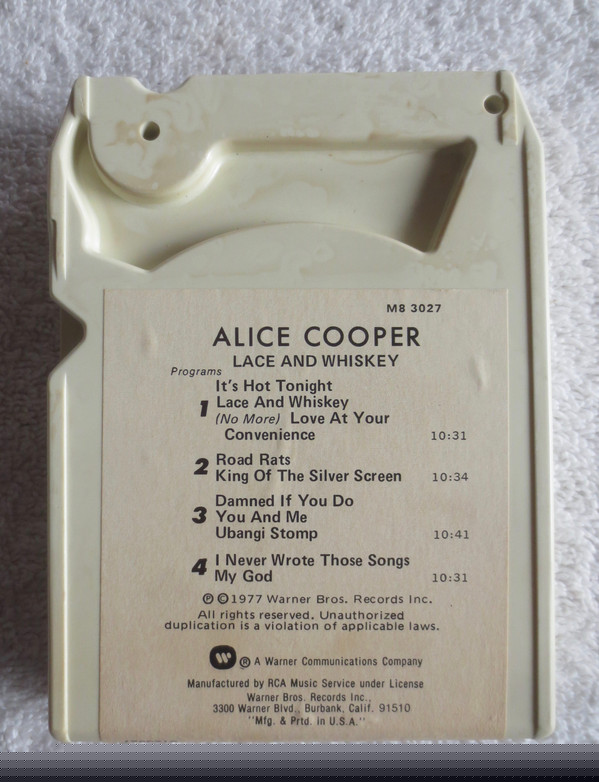 M8 3027
ALICE COOPER
LACE AND WHISKEY
Programs
It's Hot Tonight
1 Lace And Whiskey
(No More) Love At Your
Convenience 10:31
2 Road Rats
King Of The Silver Screen 10:34
Damned If You Do
3 You And Me
Ubangi Stomp 10:41
4 I Never Wrote Those Songs
My God 10:31
℗ © 1977 Warner Bros. Records Inc.
All rights reserved. Unauthorized
duplication is a violation of applicable laws.
W ® A Warner Communications Company
Manufactured by RCA Music Service under License
Warner Bros. Records Inc.,
3300 Warner Blvd., Burbank, Calif. 91510
"Mfg. & Prtd. in U.S.A."